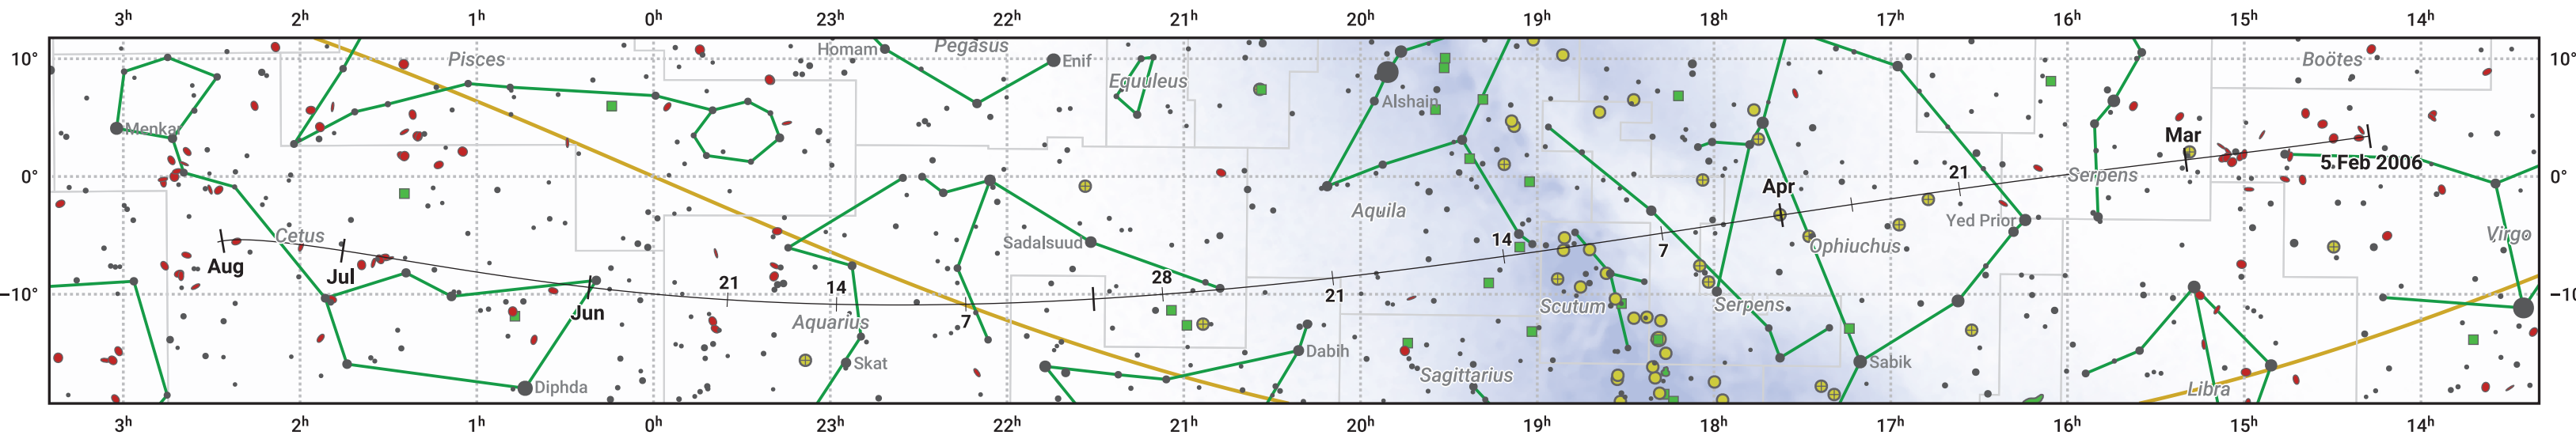 3h 2h 1h 0h 23h 22h 21h 20h 19h 18h 17h 16h 15h 14h
10° Pisces Homam Pegasus Enif Equuleus Boötes 10°
Menkar Alshain
Mar
5 Feb 2006
0° 21 Serpens 0°
Apr
Aquila
Cetus Sadalsuud 14 7 Ophiuchus Yed Prior Virgo
Aug Jul 28
−10° 21 14 21 Scutum Serpens −10
Jun Aquarius 7
Skat Dabih Sabik
Diphda Sagittarius Libra
3h 2h 1h 0h 23h 22h 21h 20h 19h 18h 17h 16h 15h 14h